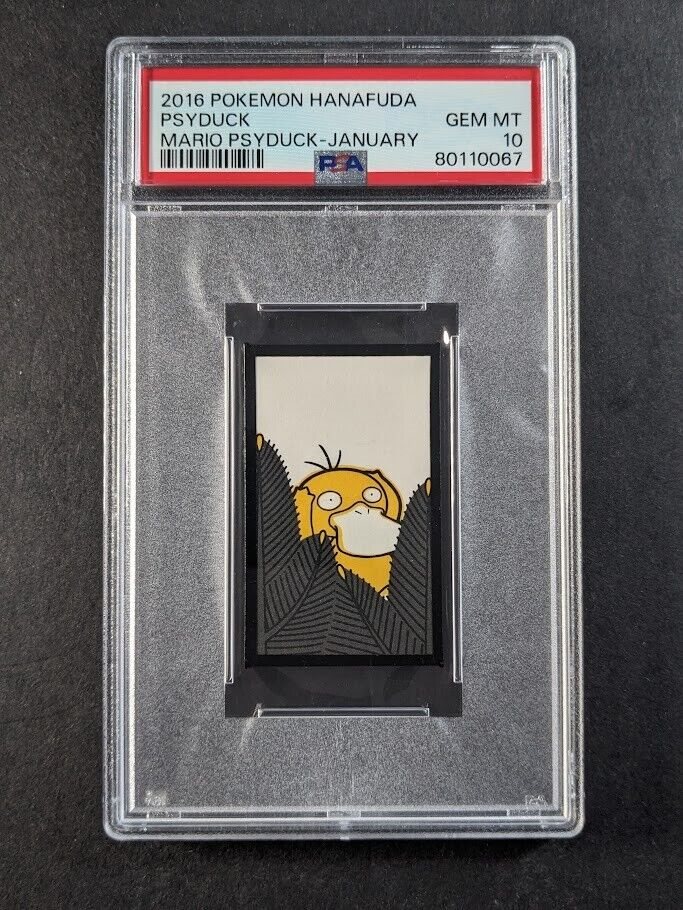 2016 POKEMON HANAFUDA
PSYDUCK GEM MT
MARIO PSYDUCK-JANUARY 10
PSA 80110067